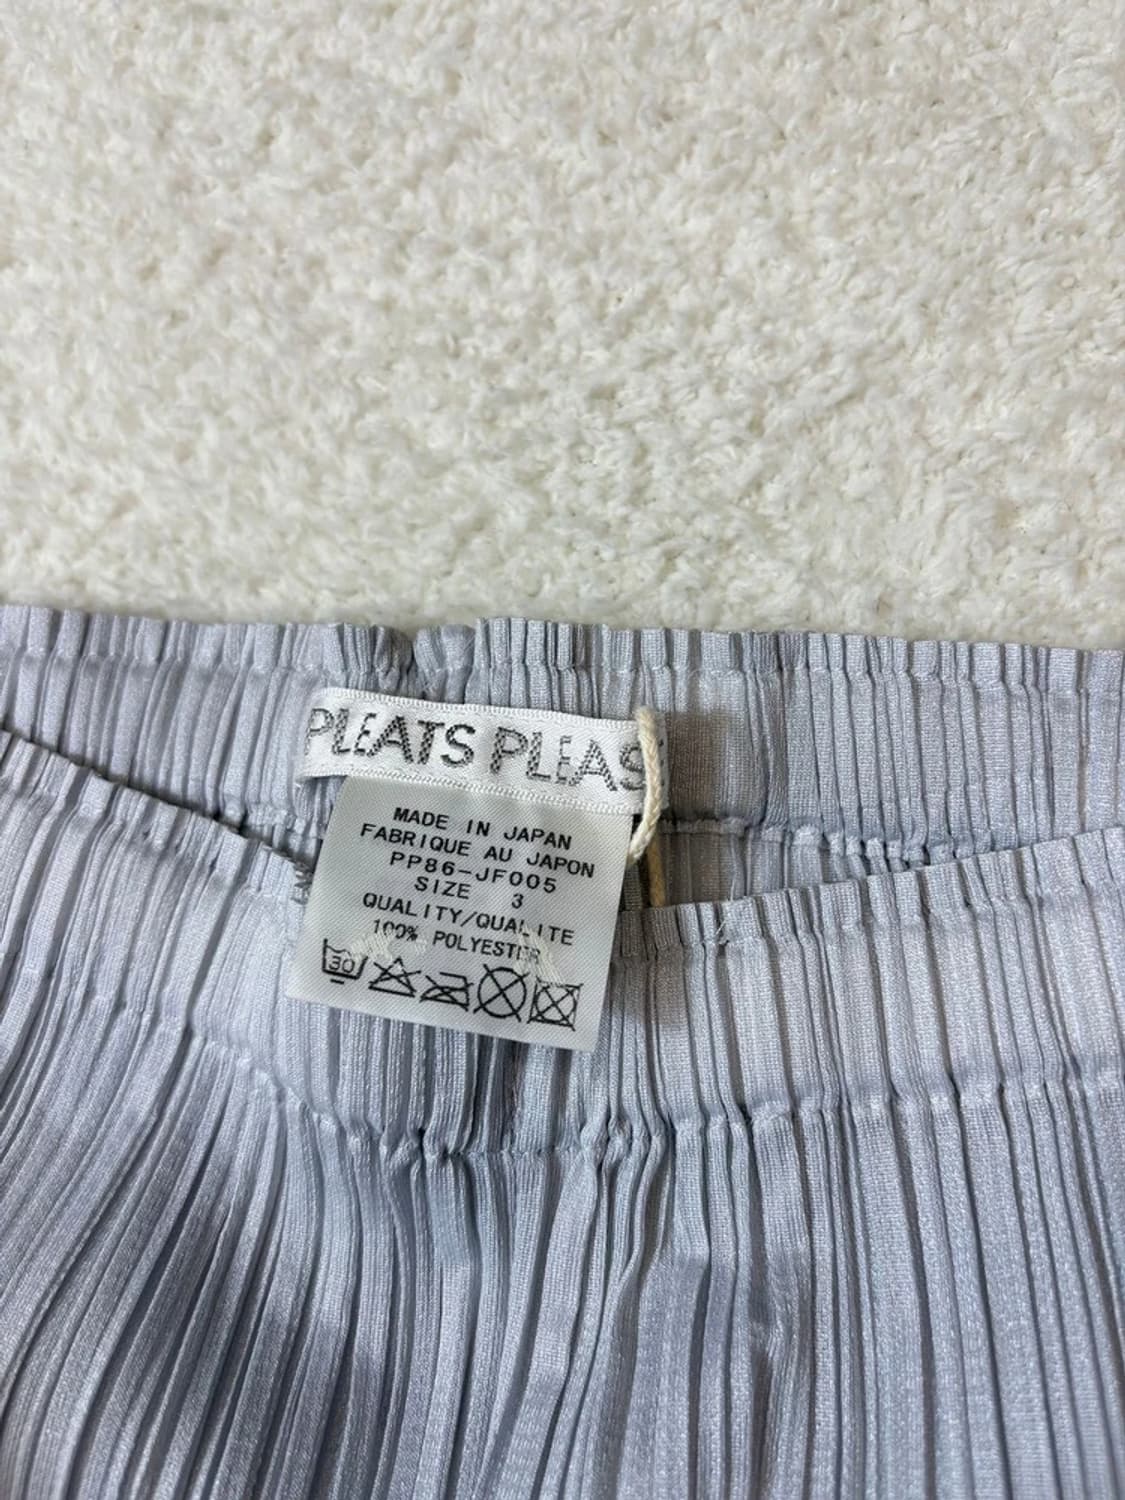 PLEATS PLEAS
MADE IN JAPAN
FABRIQUE AU JAPON
PP86-JF005
SIZE 3
QUALITY/QUALITE
100% POLYESTER
30